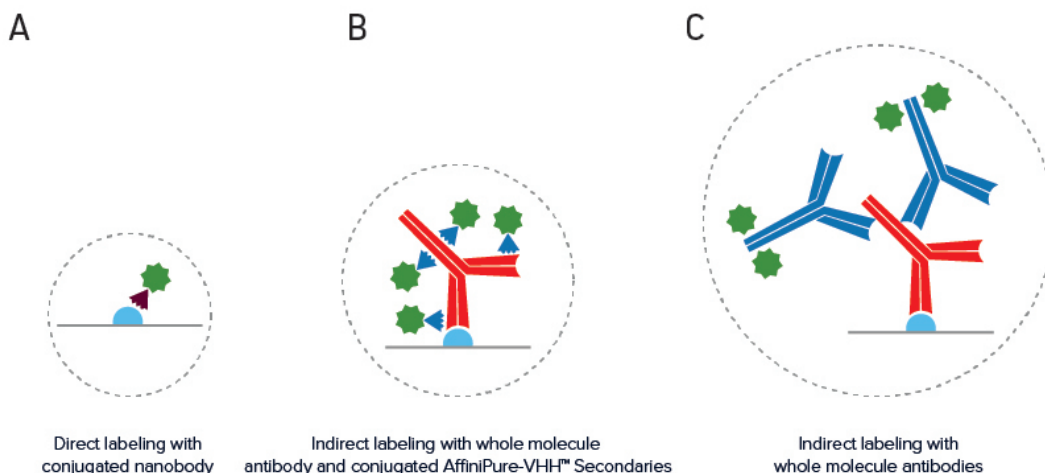 A
B
C
Direct labeling with
conjugated nanobody
Indirect labeling with whole molecule
antibody and conjugated AffiniPure-VHH™ Secondaries
Indirect labeling with
whole molecule antibodies